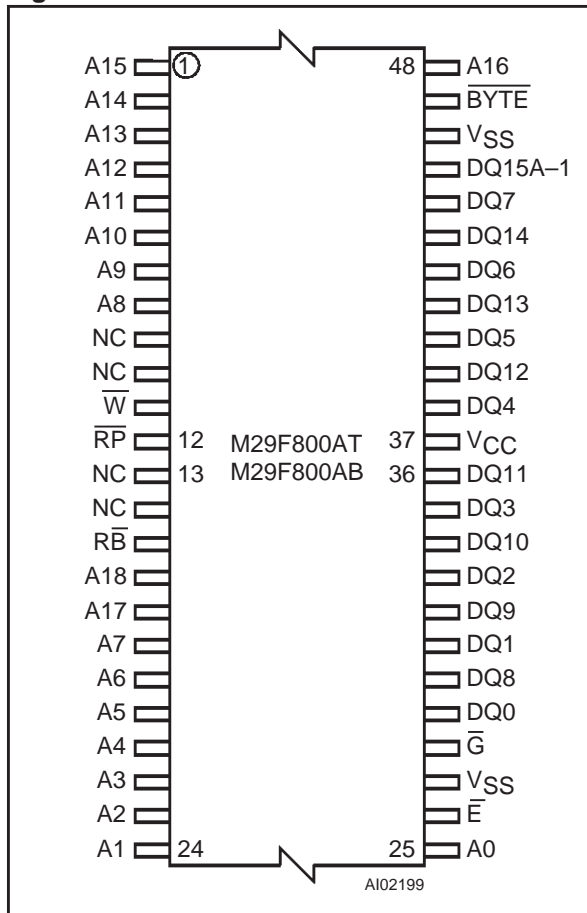 A15 1 48 A16
A14 B̅Y̅T̅E̅
A13 VSS
A12 DQ15A–1
A11 DQ7
A10 DQ14
A9 DQ6
A8 DQ13
NC DQ5
NC DQ12
W̅ DQ4
R̅P̅ 12 M29F800AT 37 VCC
NC 13 M29F800AB 36 DQ11
NC DQ3
RB̅ DQ10
A18 DQ2
A17 DQ9
A7 DQ1
A6 DQ8
A5 DQ0
A4 G̅
A3 VSS
A2 E̅
A1 24 25 A0
AI02199